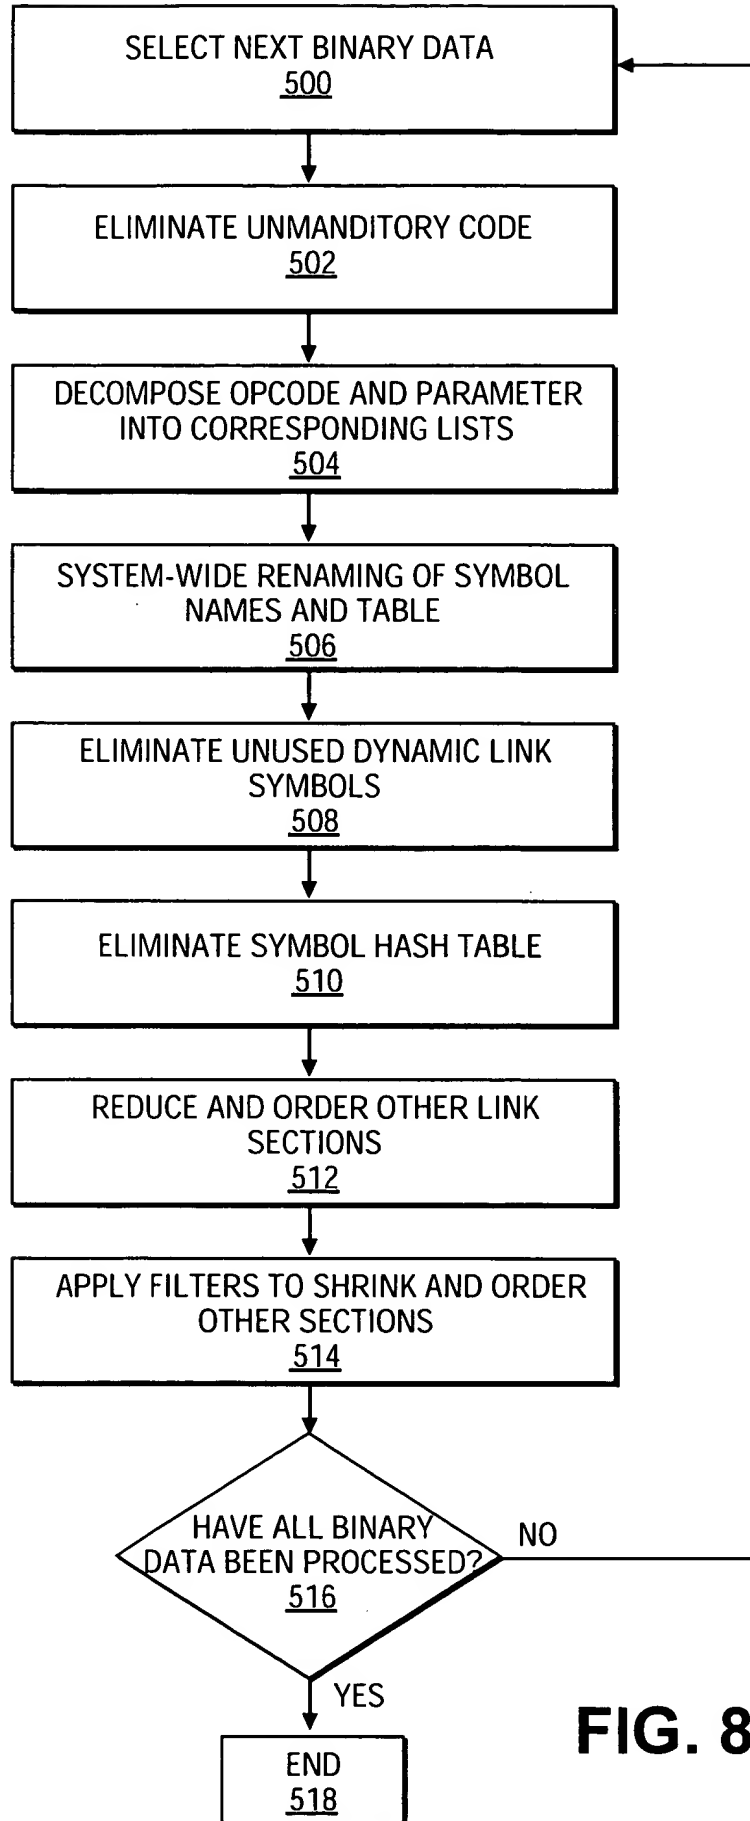 SELECT NEXT BINARY DATA
500
ELIMINATE UNMANDITORY CODE
502
DECOMPOSE OPCODE AND PARAMETER
INTO CORRESPONDING LISTS
504
SYSTEM-WIDE RENAMING OF SYMBOL
NAMES AND TABLE
506
ELIMINATE UNUSED DYNAMIC LINK
SYMBOLS
508
ELIMINATE SYMBOL HASH TABLE
510
REDUCE AND ORDER OTHER LINK
SECTIONS
512
APPLY FILTERS TO SHRINK AND ORDER
OTHER SECTIONS
514
HAVE ALL BINARY
DATA BEEN PROCESSED?
516
NO
YES
END
518
FIG. 8